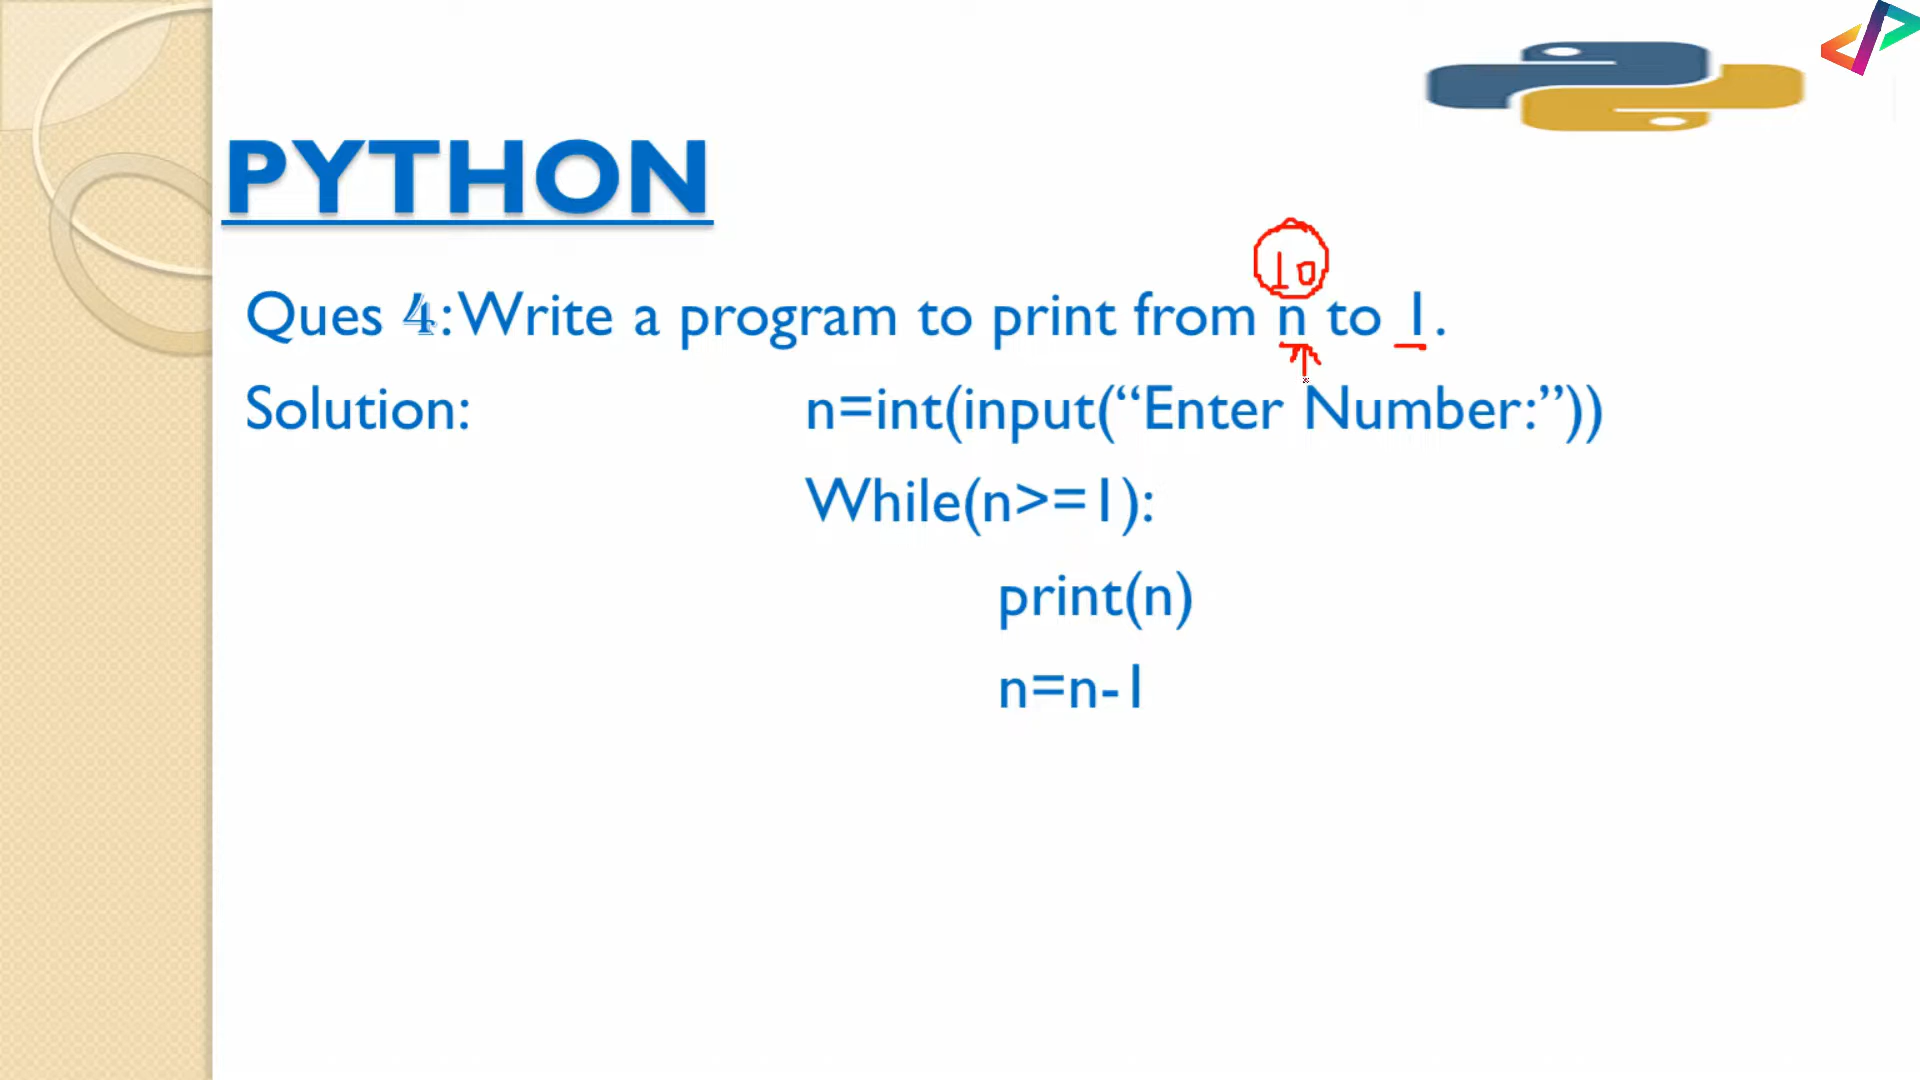 PYTHON
10
Ques 4: Write a program to print from n to 1.
Solution: n=int(input(“Enter Number:”))
While(n>=1):
print(n)
n=n-1